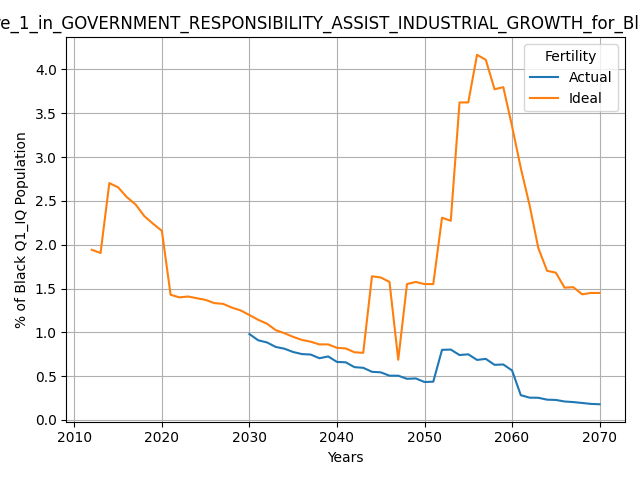 re_1_in_GOVERNMENT_RESPONSIBILITY_ASSIST_INDUSTRIAL_GROWTH_for_Bl
Fertility
Actual
Ideal
% of Black Q1_IQ Population
4.0
3.5
3.0
2.5
2.0
1.5
1.0
0.5
0.0
2010 2020 2030 2040 2050 2060 2070
Years